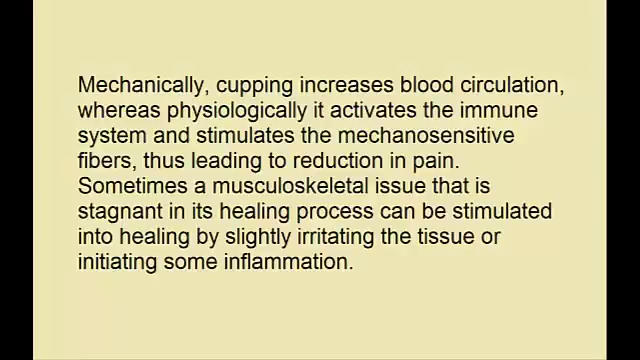 Mechanically, cupping increases blood circulation,
whereas physiologically it activates the immune
system and stimulates the mechanosensitive
fibers, thus leading to reduction in pain.
Sometimes a musculoskeletal issue that is
stagnant in its healing process can be stimulated
into healing by slightly irritating the tissue or
initiating some inflammation.